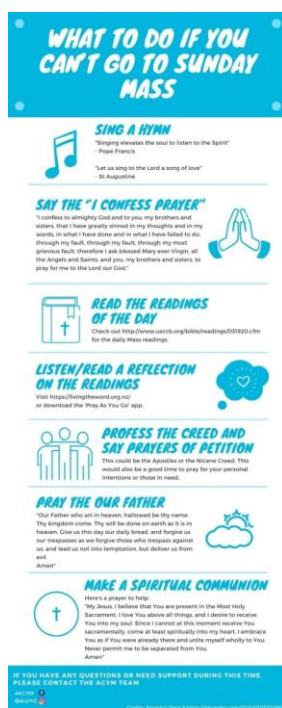 WHAT TO DO IF YOU
CAN'T GO TO SUNDAY
MASS
SING A HYMN
"Singing elevates the soul to listen to the Spirit"
- Pope Francis
"Let us sing to the Lord a song of love"
- St Augustine
SAY THE "I CONFESS PRAYER"
"I confess to almighty God and to you, my brothers and
sisters, that I have greatly sinned in my thoughts and in my
words, in what I have done and in what I have failed to do,
through my fault, through my fault, through my most
grievous fault, therefore I ask blessed Mary ever-Virgin, all
the Angels and Saints, and you, my brothers and sisters, to
pray for me to the Lord our God."
READ THE READINGS
OF THE DAY
Check out http://www.usccb.org/bible/readings/031920.cfm
for the daily Mass readings.
LISTEN/READ A REFLECTION
ON THE READINGS
Visit https://livingtheword.org.nz/
or download the 'Pray As You Go' app.
PROFESS THE CREED AND
SAY PRAYERS OF PETITION
This could be the Apostles or the Nicene Creed. This
would also be a good time to pray for your personal
intentions or those in need.
PRAY THE OUR FATHER
"Our Father who art in heaven, hallowed be thy name.
Thy kingdom come. Thy will be done on earth as it is in
heaven. Give us this day our daily bread, and forgive us
our trespasses as we forgive those who trespass against
us, and lead us not into temptation, but deliver us from
evil.
Amen"
MAKE A SPIRITUAL COMMUNION
Here's a prayer to help:
"My Jesus, I believe that You are present in the Most Holy
Sacrament. I love You above all things, and I desire to receive
You into my soul. Since I cannot at this moment receive You
sacramentally, come at least spiritually into my heart. I embrace
You as if You were already there and unite myself wholly to You.
Never permit me to be separated from You.
Amen"
IF YOU HAVE ANY QUESTIONS OR NEED SUPPORT DURING THIS TIME,
PLEASE CONTACT THE ACYM TEAM
AKCYM